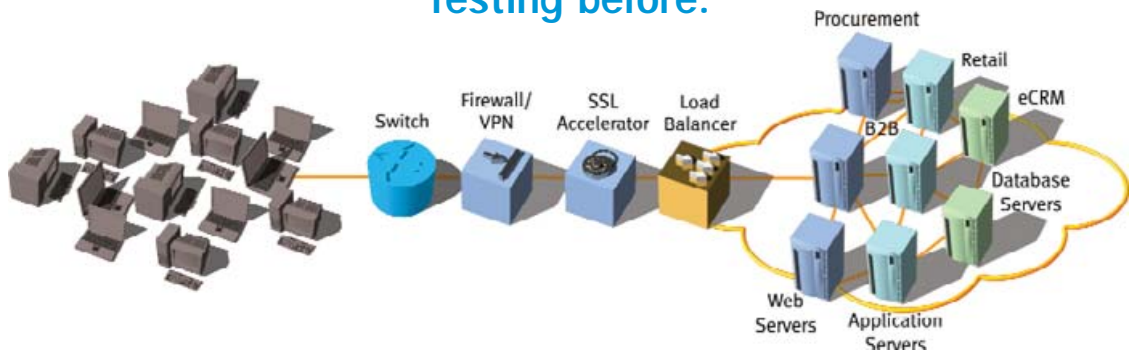 Testing before:
Procurement
Retail
eCRM
Firewall/
VPN
SSL
Accelerator
Load
Balancer
Switch
B2B
Database
Servers
Web
Servers
Application
Servers